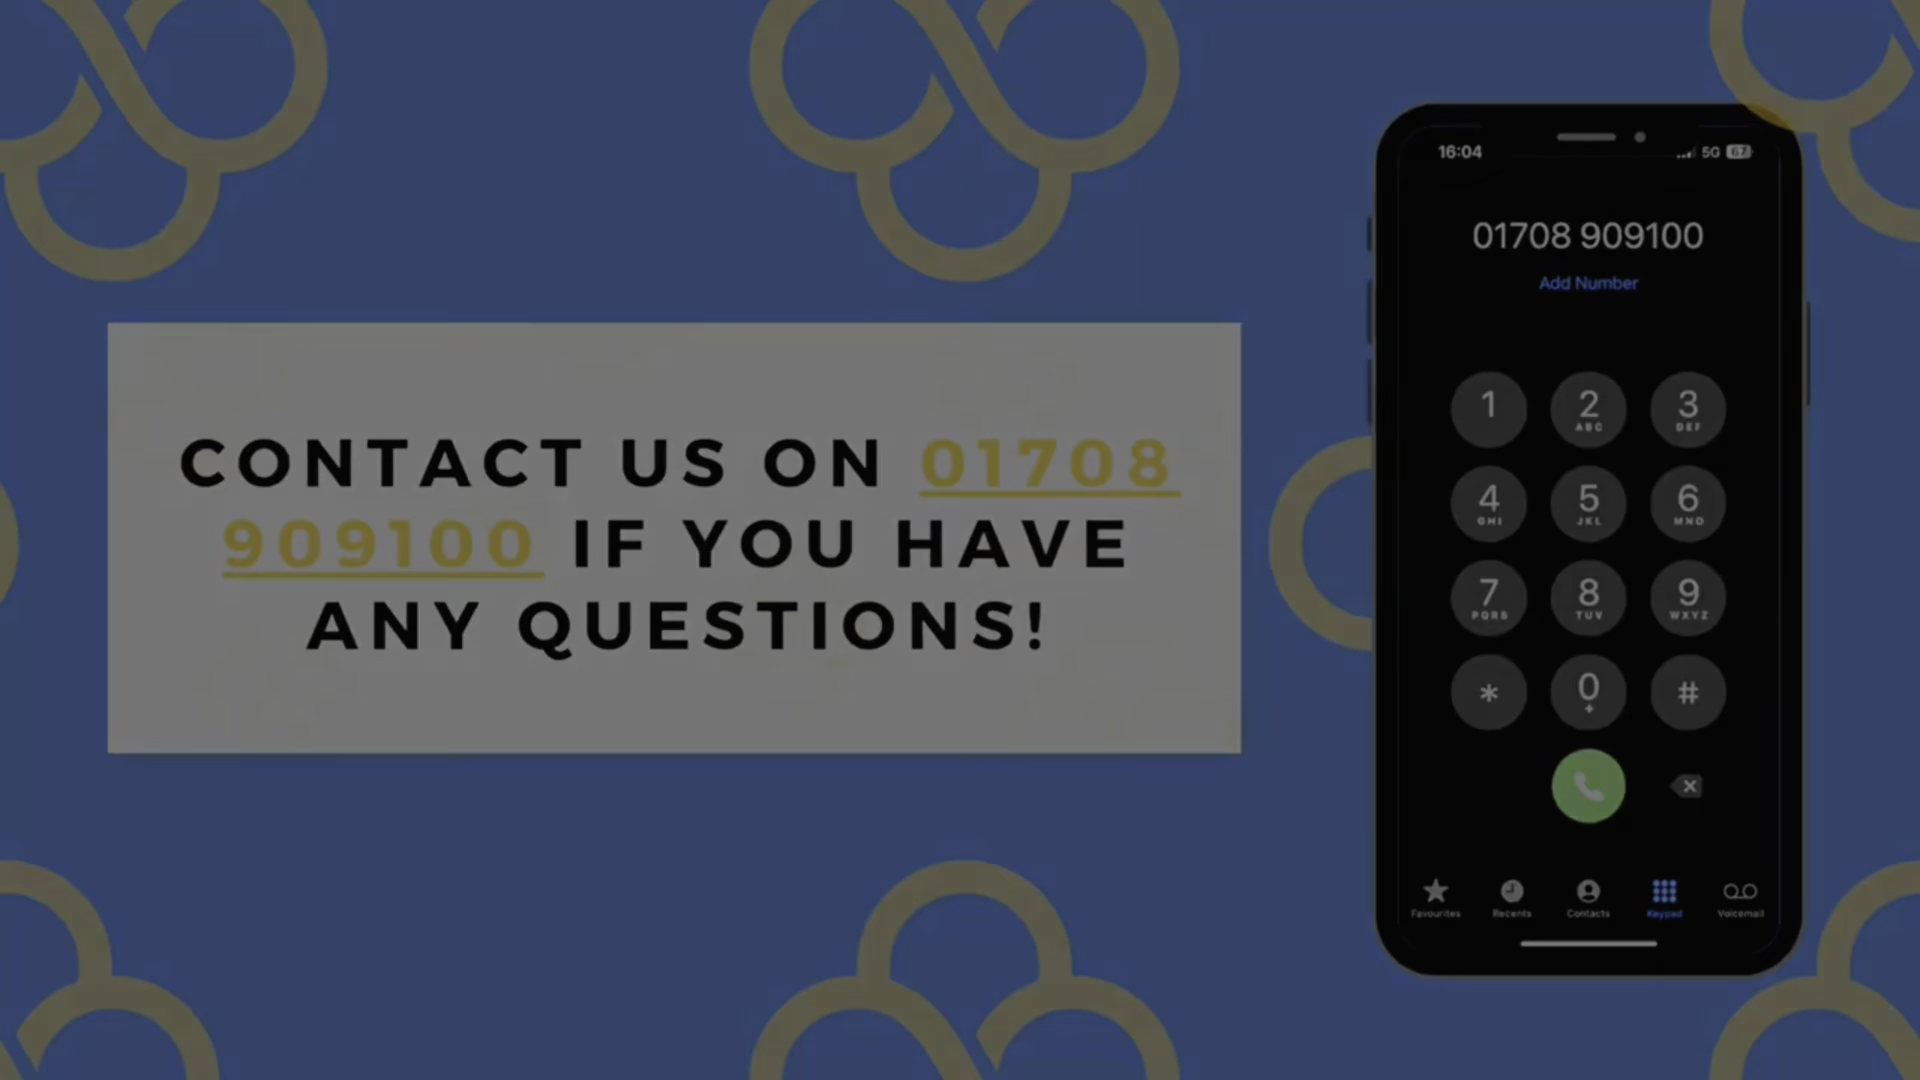 CONTACT US ON 01708
909100 IF YOU HAVE
ANY QUESTIONS!
16:04 5G 67
01708 909100
Add Number
1 2 3
ABC DEF
4 5 6
GHI JKL MNO
7 8 9
PQRS TUV WXYZ
* 0 #
+
Favourites Recents Contacts Keypad Voicemail